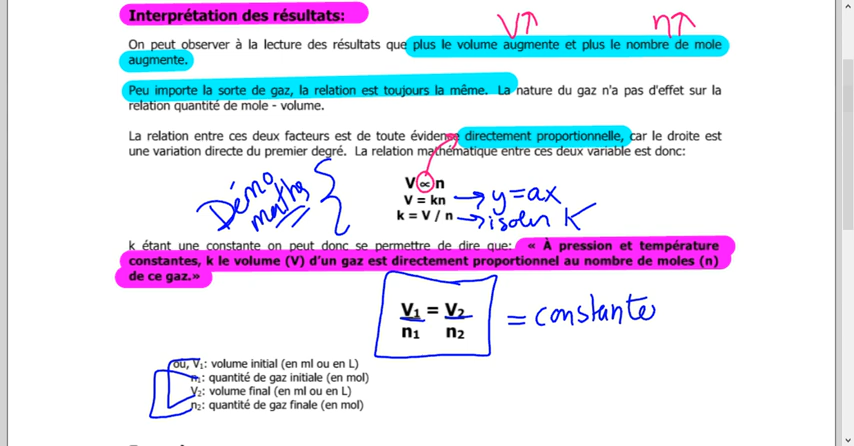 Interprétation des résultats:
V↑ n↑
On peut observer à la lecture des résultats que plus le volume augmente et plus le nombre de mole
augmente.
Peu importe la sorte de gaz, la relation est toujours la même. La nature du gaz n'a pas d'effet sur la
relation quantité de mole - volume.
La relation entre ces deux facteurs est de toute évidence directement proportionnelle, car le droite est
une variation directe du premier degré. La relation mathématique entre ces deux variable est donc:
Démo
maths
V ∝ n
V = kn → y=ax
k = V / n → isoler K
k étant une constante on peut donc se permettre de dire que: « À pression et température
constantes, k le volume (V) d'un gaz est directement proportionnel au nombre de moles (n)
de ce gaz.»
V₁ = V₂
n₁ n₂
= constante
ou, V₁: volume initial (en ml ou en L)
n₁: quantité de gaz initiale (en mol)
V₂: volume final (en ml ou en L)
n₂: quantité de gaz finale (en mol)